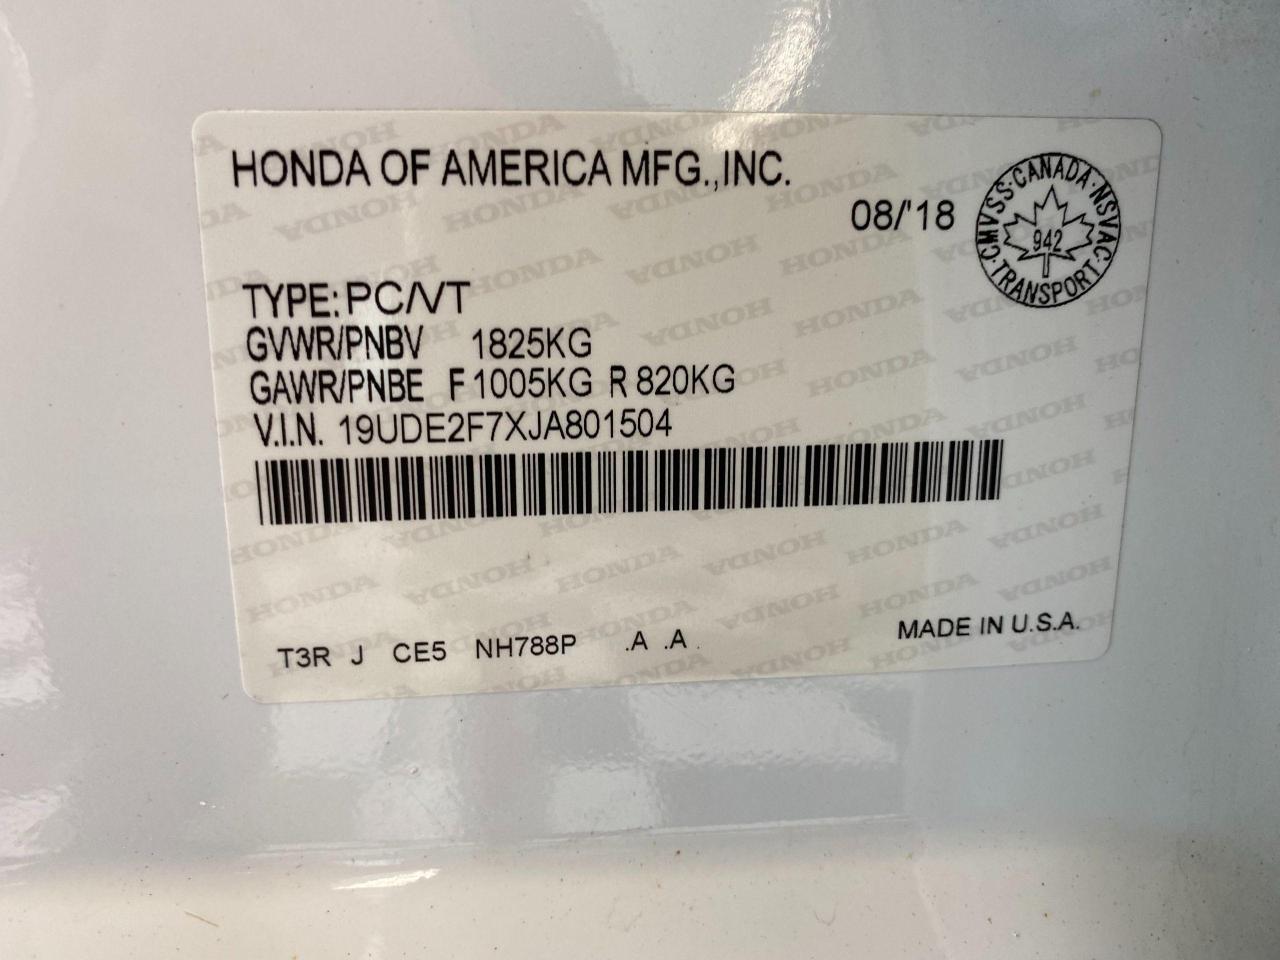 HONDA OF AMERICA MFG.,INC.
08/'18
CMVSS·CANADA·NSVAC·TRANSPORT·
942
TYPE: PC/VT
GVWR/PNBV 1825KG
GAWR/PNBE F 1005KG R 820KG
V.I.N. 19UDE2F7XJA801504
T3R J CE5 NH788P .A .A
MADE IN U.S.A.